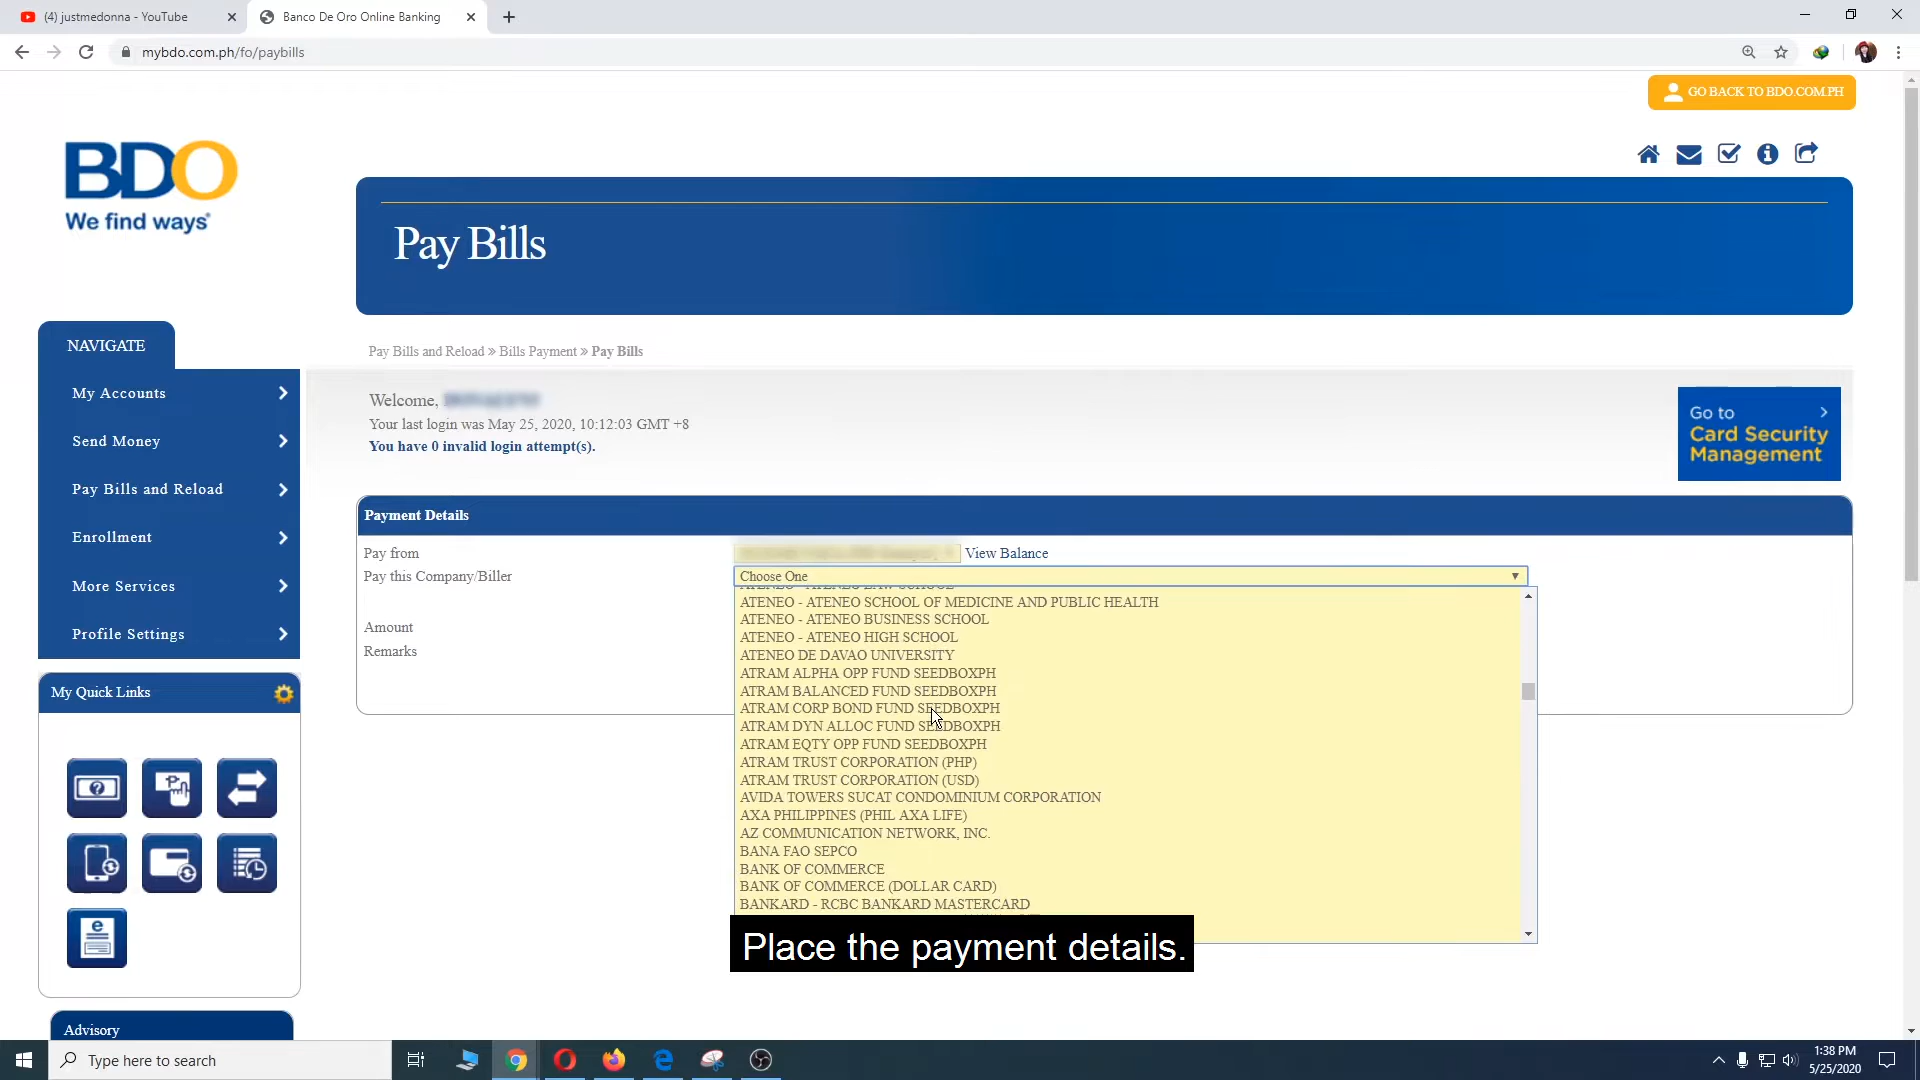 (4) justmedonna - YouTube
Banco De Oro Online Banking
mybdo.com.ph/fo/paybills
GO BACK TO BDO.COM.PH
BDO
We find ways®
Pay Bills
NAVIGATE
My Accounts
Send Money
Pay Bills and Reload
Enrollment
More Services
Profile Settings
Pay Bills and Reload » Bills Payment » Pay Bills
Welcome,
Your last login was May 25, 2020, 10:12:03 GMT +8
You have 0 invalid login attempt(s).
Go to
Card Security
Management
Payment Details
Pay from
View Balance
Pay this Company/Biller
Choose One
Amount
Remarks
ATENEO - ATENEO LAW SCHOOL
ATENEO - ATENEO SCHOOL OF MEDICINE AND PUBLIC HEALTH
ATENEO - ATENEO BUSINESS SCHOOL
ATENEO - ATENEO HIGH SCHOOL
ATENEO DE DAVAO UNIVERSITY
ATRAM ALPHA OPP FUND SEEDBOXPH
ATRAM BALANCED FUND SEEDBOXPH
ATRAM CORP BOND FUND SEEDBOXPH
ATRAM DYN ALLOC FUND SEEDBOXPH
ATRAM EQTY OPP FUND SEEDBOXPH
ATRAM TRUST CORPORATION (PHP)
ATRAM TRUST CORPORATION (USD)
AVIDA TOWERS SUCAT CONDOMINIUM CORPORATION
AXA PHILIPPINES (PHIL AXA LIFE)
AZ COMMUNICATION NETWORK, INC.
BANA FAO SEPCO
BANK OF COMMERCE
BANK OF COMMERCE (DOLLAR CARD)
BANKARD - RCBC BANKARD MASTERCARD
Place the payment details.
My Quick Links
Advisory
Type here to search
1:38 PM
5/25/2020